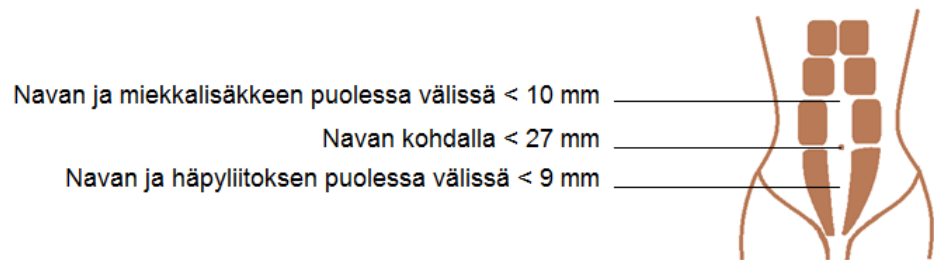 Navan ja miekkalisäkkeen puolessa välissä < 10 mm
Navan kohdalla < 27 mm
Navan ja häpyliitoksen puolessa välissä < 9 mm